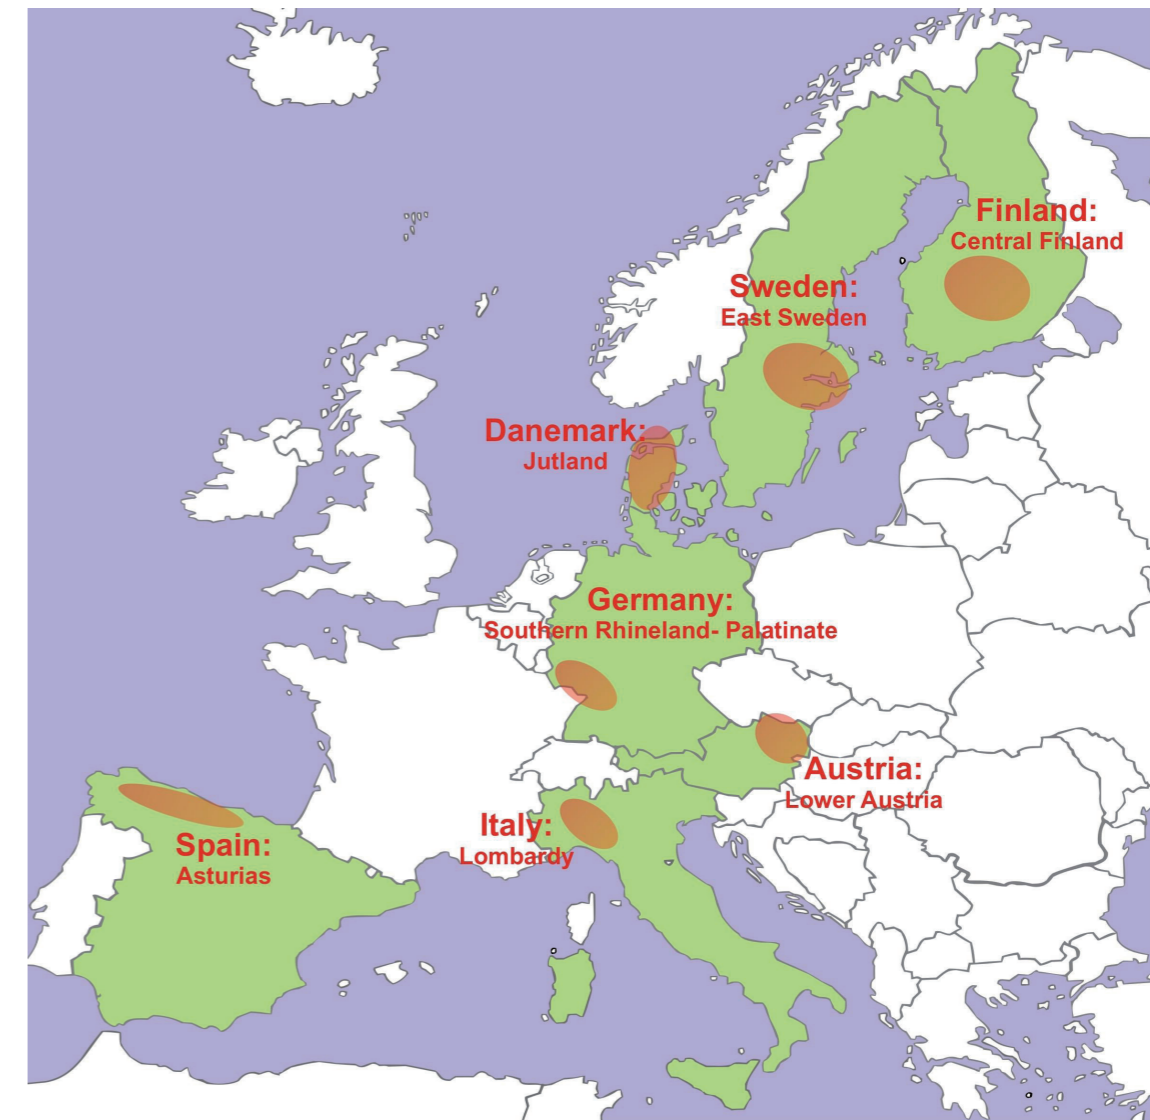 Finland:
Central Finland
Sweden:
East Sweden
Danemark:
Jutland
Germany:
Southern Rhineland- Palatinate
Austria:
Lower Austria
Italy:
Lombardy
Spain:
Asturias